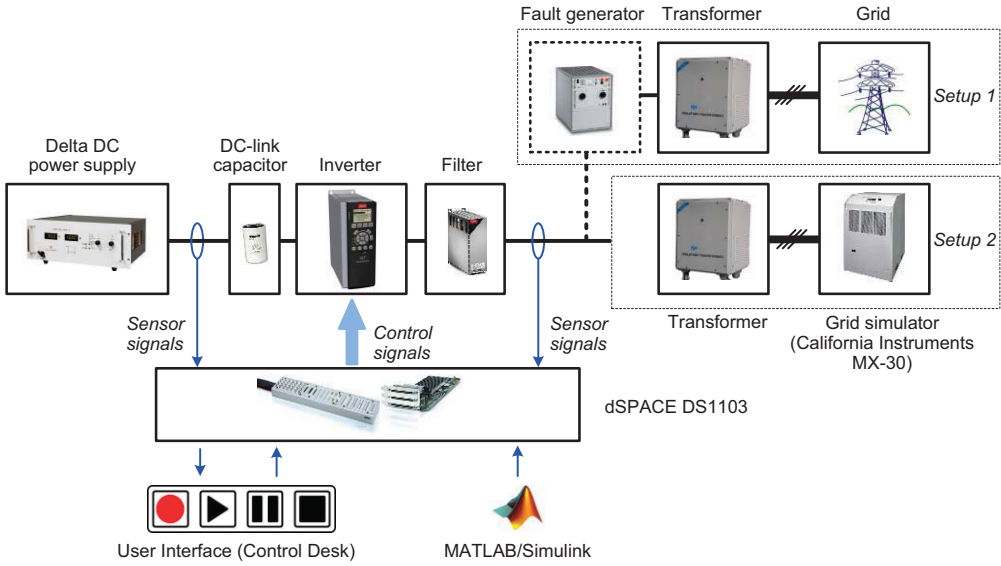 Fault generator
Transformer
Grid
Setup 1
Delta DC
power supply
DC-link
capacitor
Inverter
Filter
Setup 2
Transformer
Grid simulator
(California Instruments
MX-30)
Sensor
signals
Control
signals
Sensor
signals
dSPACE DS1103
User Interface (Control Desk)
MATLAB/Simulink